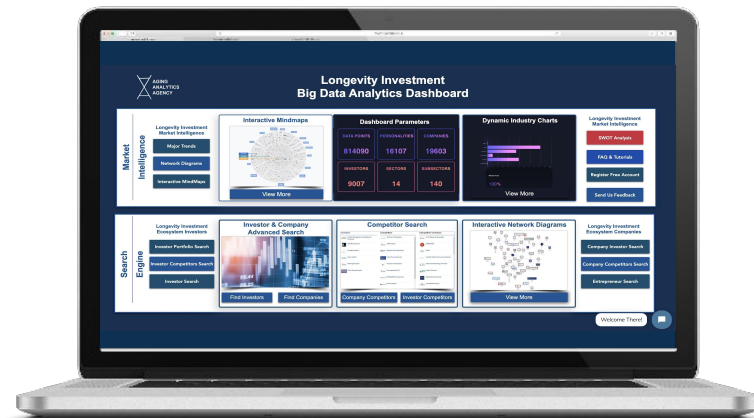 AGING
ANALYTICS
AGENCY
Longevity Investment
Big Data Analytics Dashboard
Market
Intelligence
Longevity Investment
Market Intelligence
Major Trends
Network Diagrams
Interactive MindMaps
Interactive Mindmaps
View More
Dashboard Parameters
DATA POINTS
PERSONALITIES
COMPANIES
814090
16107
19603
INVESTORS
SECTORS
SUBSECTORS
9007
14
140
Dynamic Industry Charts
100%
View More
Longevity Investment
Market Intelligence
SWOT Analysis
FAQ & Tutorials
Register Free Account
Send Us Feedback
Search
Engine
Longevity Investment
Ecosystem Investors
Investor Portfolio Search
Investor Competitors Search
Investor Search
Investor & Company
Advanced Search
Find Investors
Find Companies
Competitor Search
Company Competitors
Investor Competitors
Interactive Network Diagrams
View More
Longevity Investment
Ecosystem Companies
Company Investor Search
Company Competitors Search
Entrepreneur Search
Welcome There!